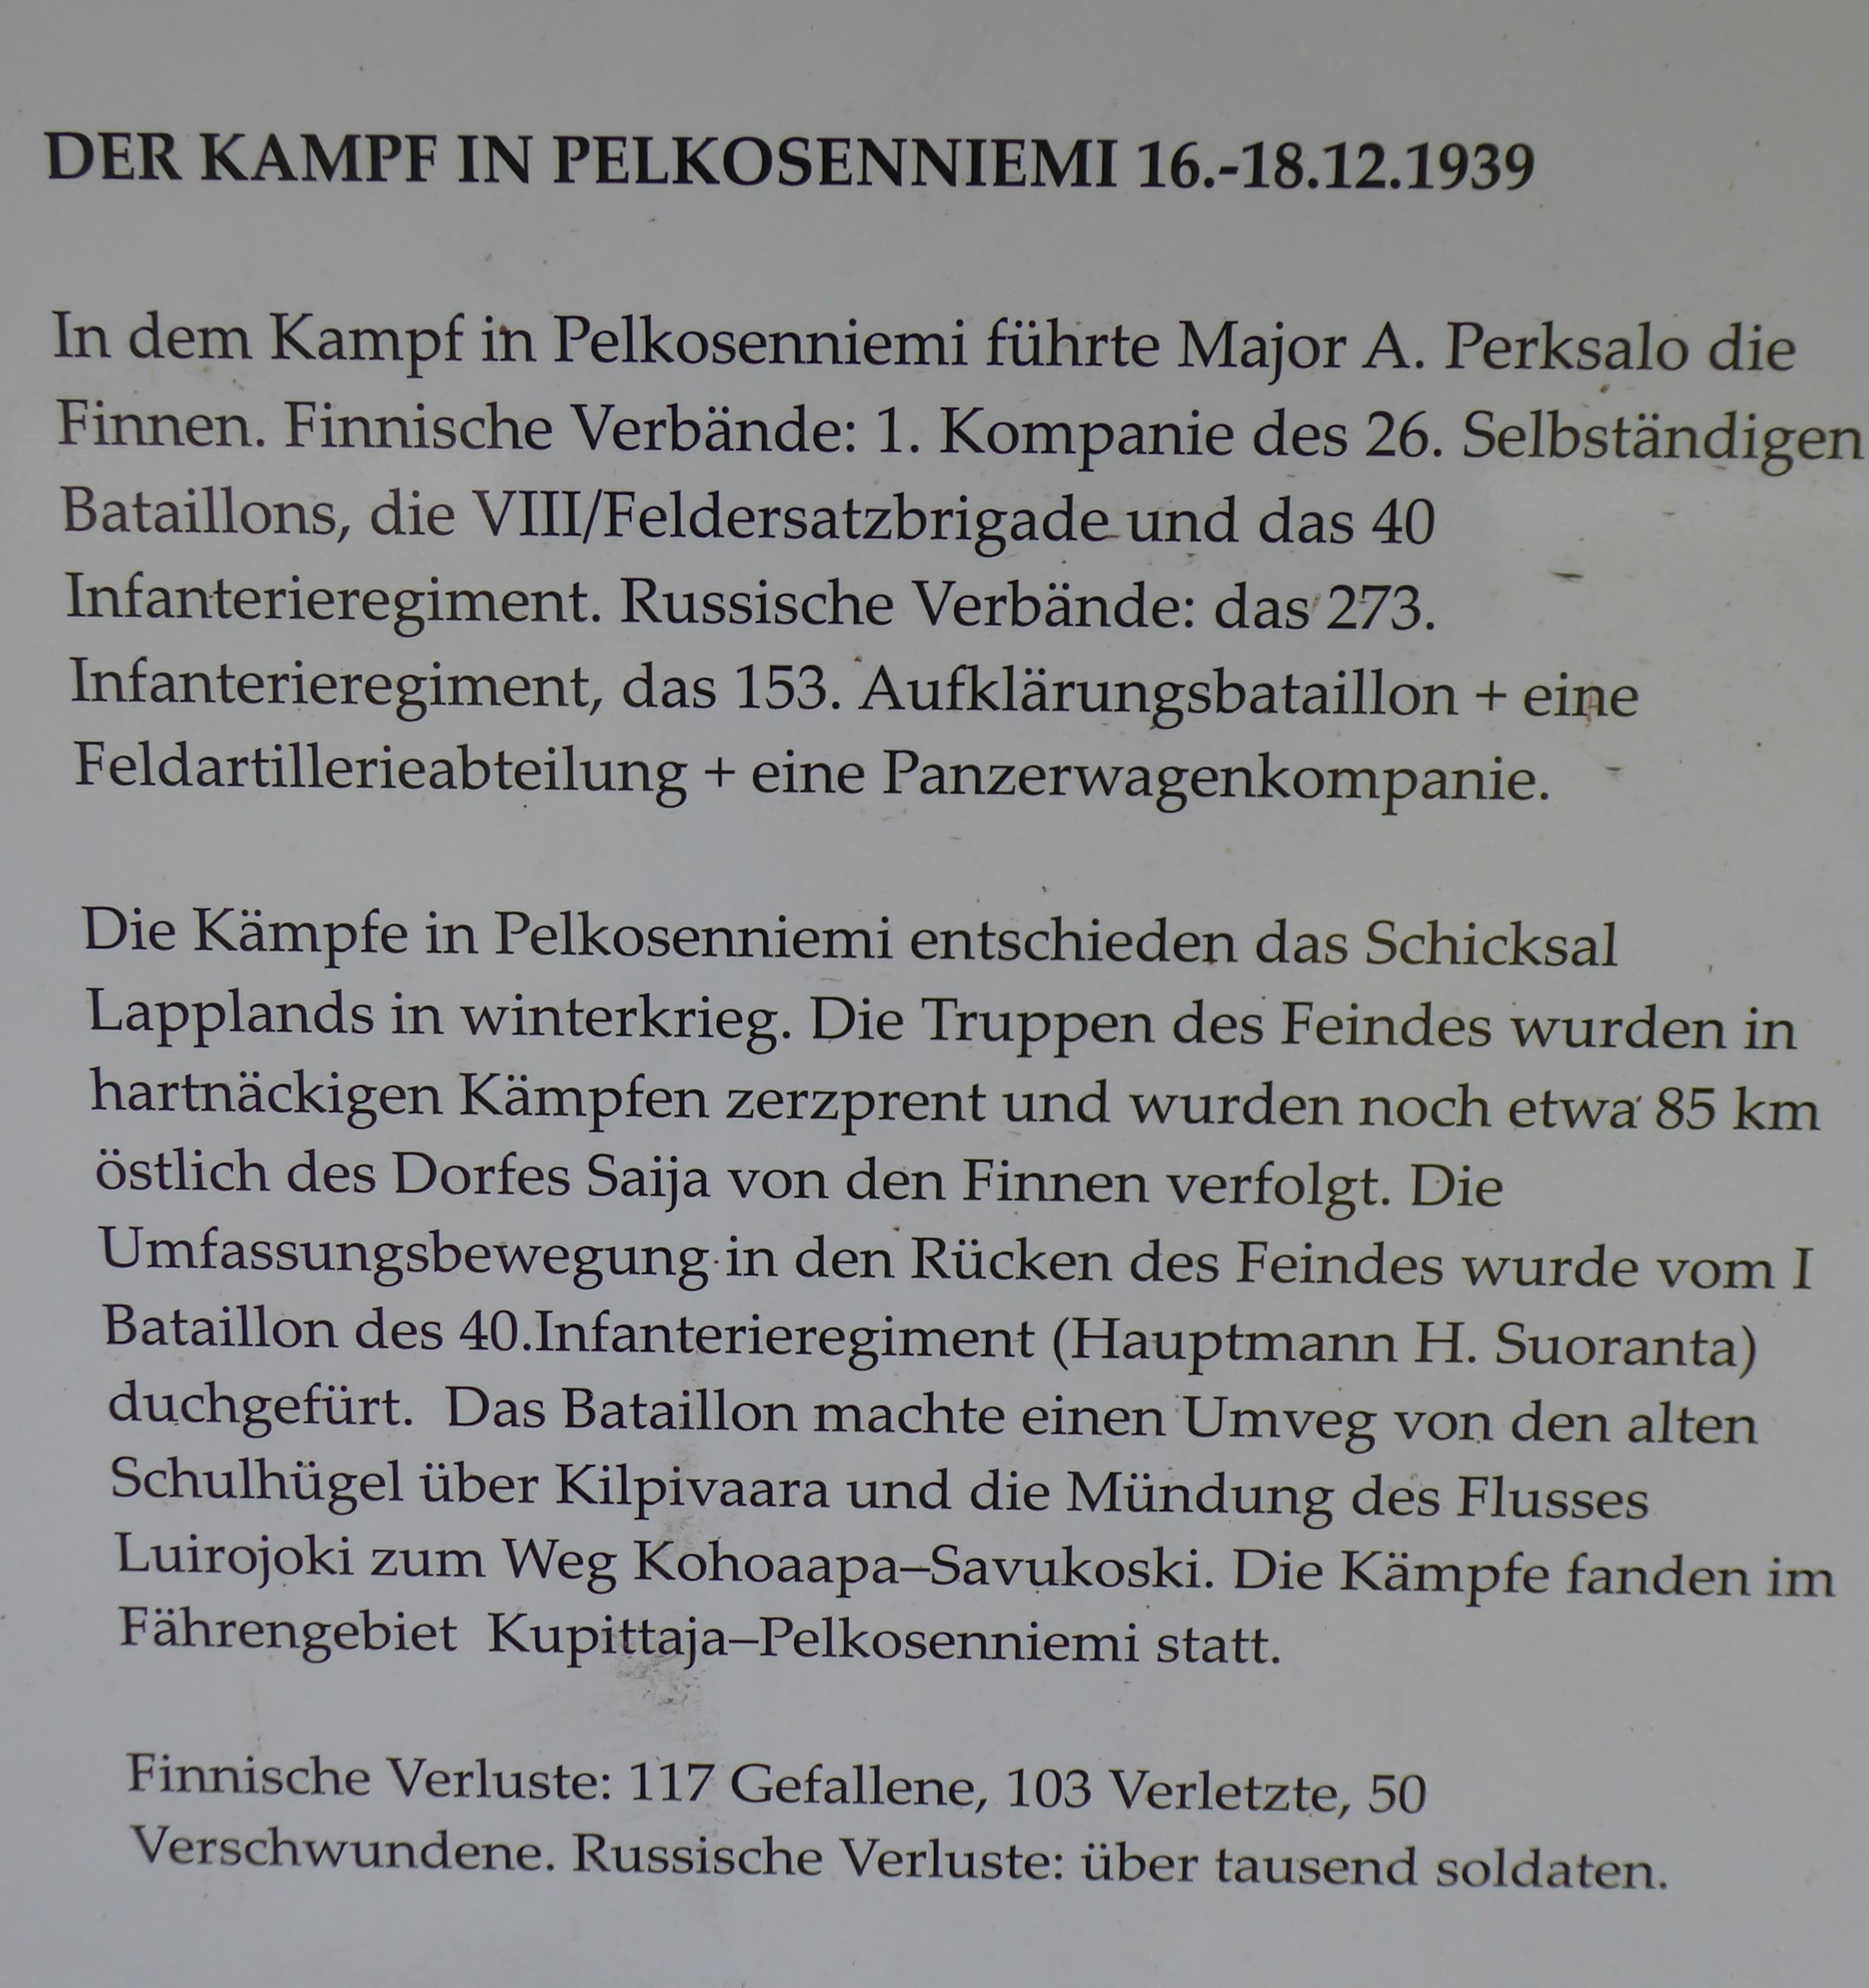 DER KAMPF IN PELKOSENNIEMI 16.-18.12.1939
In dem Kampf in Pelkosenniemi führte Major A. Perksalo die
Finnen. Finnische Verbände: 1. Kompanie des 26. Selbständigen
Bataillons, die VIII/Feldersatzbrigade und das 40
Infanterieregiment. Russische Verbände: das 273.
Infanterieregiment, das 153. Aufklärungsbataillon + eine
Feldartillerieabteilung + eine Panzerwagenkompanie.
Die Kämpfe in Pelkosenniemi entschieden das Schicksal
Lapplands in winterkrieg. Die Truppen des Feindes wurden in
hartnäckigen Kämpfen zerzprent und wurden noch etwa 85 km
östlich des Dorfes Saija von den Finnen verfolgt. Die
Umfassungsbewegung in den Rücken des Feindes wurde vom I
Bataillon des 40.Infanterieregiment (Hauptmann H. Suoranta)
duchgefürt.  Das Bataillon machte einen Umveg von den alten
Schulhügel über Kilpivaara und die Mündung des Flusses
Luirojoki zum Weg Kohoaapa–Savukoski. Die Kämpfe fanden im
Fährengebiet  Kupittaja–Pelkosenniemi statt.
Finnische Verluste: 117 Gefallene, 103 Verletzte, 50
Verschwundene. Russische Verluste: über tausend soldaten.